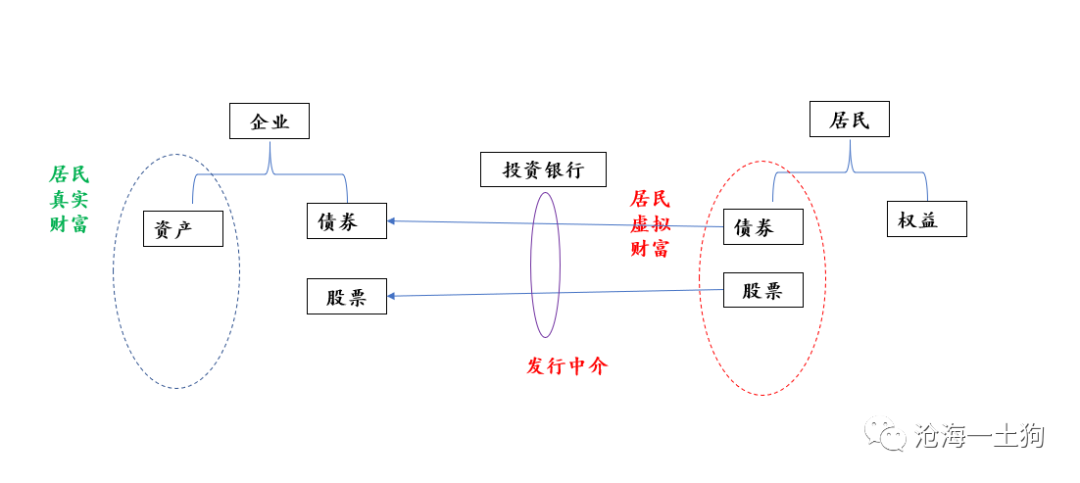 企业
居民
投资银行
居民
真实
财富
资产
债券
股票
居民
虚拟
财富
债券
权益
股票
发行中介
沧海一土狗